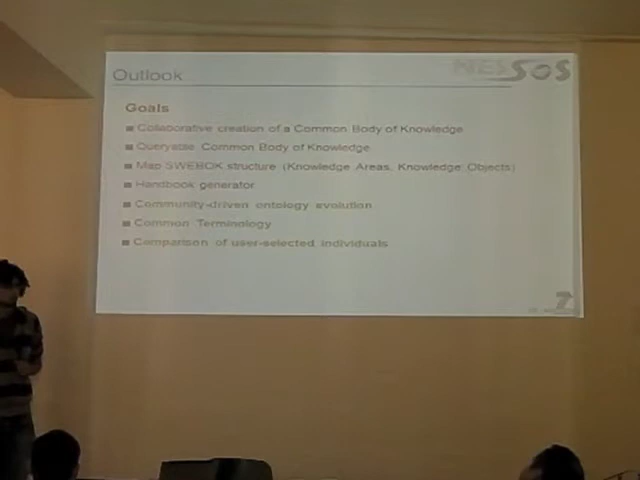 Outlook
NESSOS
Goals
Collaborative creation of a Common Body of Knowledge
Common Body of Knowledge
Map SWEBOK structure (Knowledge Areas, Knowledge Objects)
Handbook generator
Community-driven ontology evolution
Common Terminology
Comparison of user-selected individuals
7